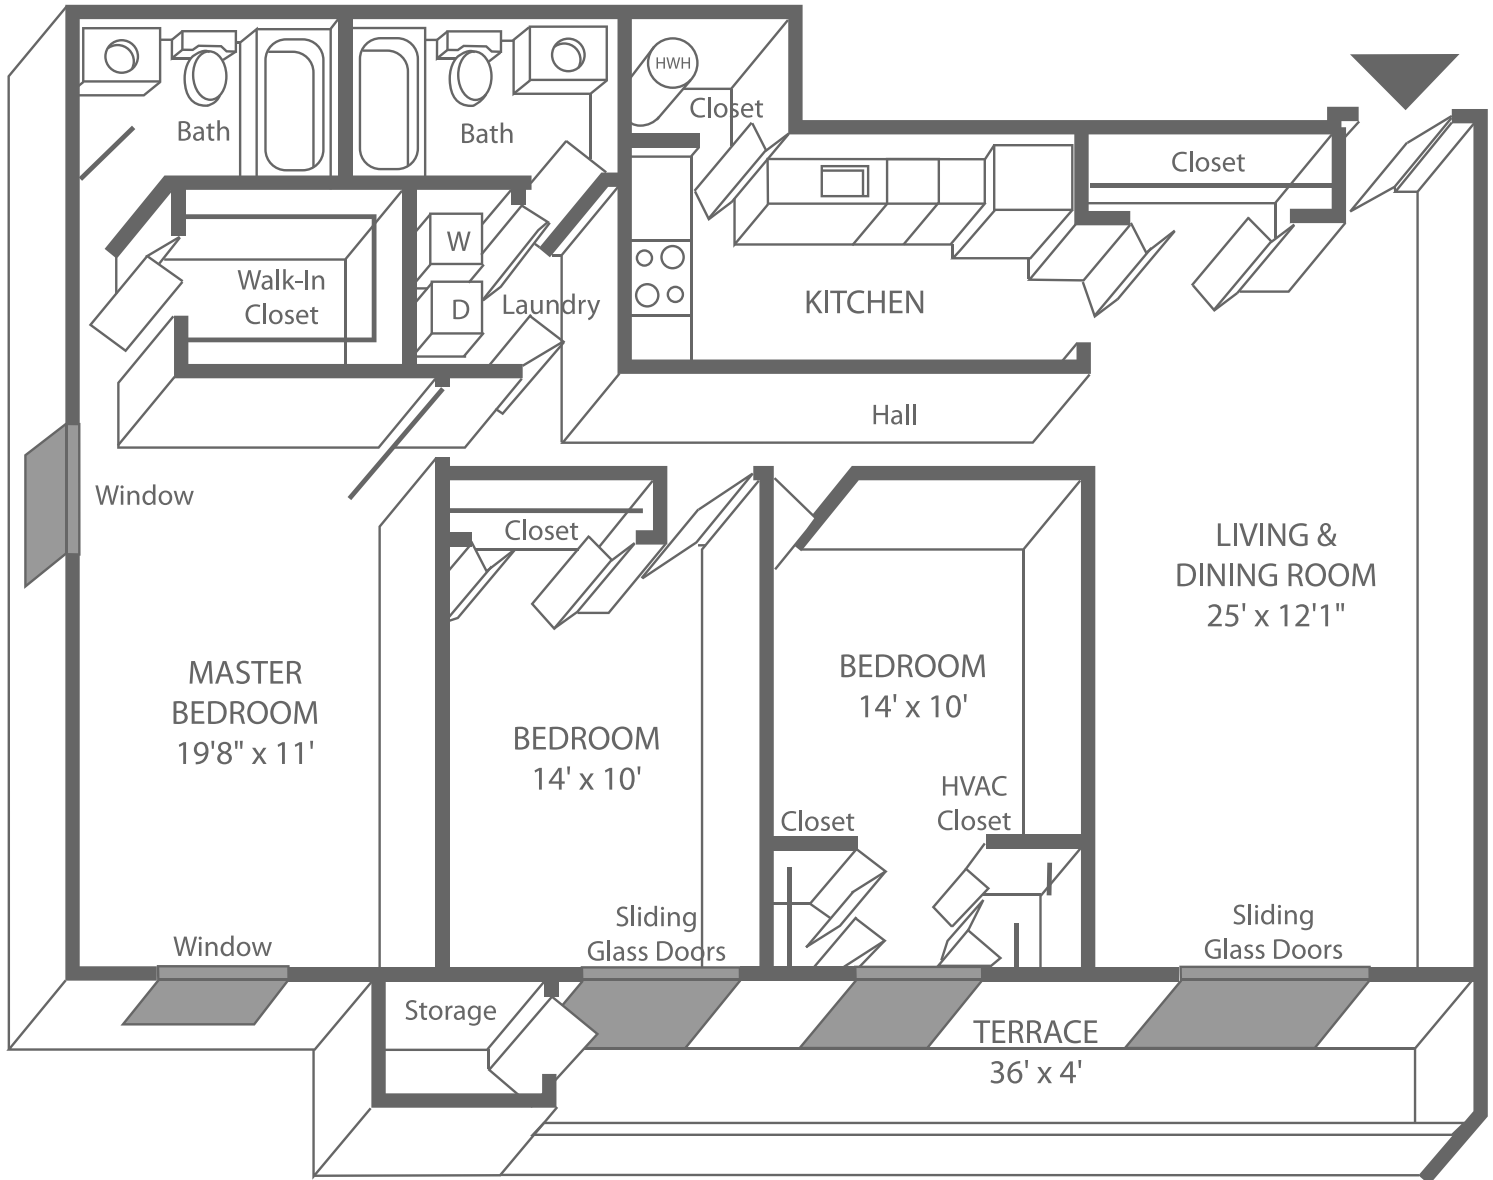 HWH
Closet
Bath
Bath
Closet
W
Walk-In
Closet
D
Laundry
KITCHEN
Hall
Window
Closet
LIVING &
DINING ROOM
25' x 12'1"
MASTER
BEDROOM
19'8" x 11'
BEDROOM
14' x 10'
BEDROOM
14' x 10'
HVAC
Closet
Closet
Sliding
Glass Doors
Sliding
Glass Doors
Window
Storage
TERRACE
36' x 4'